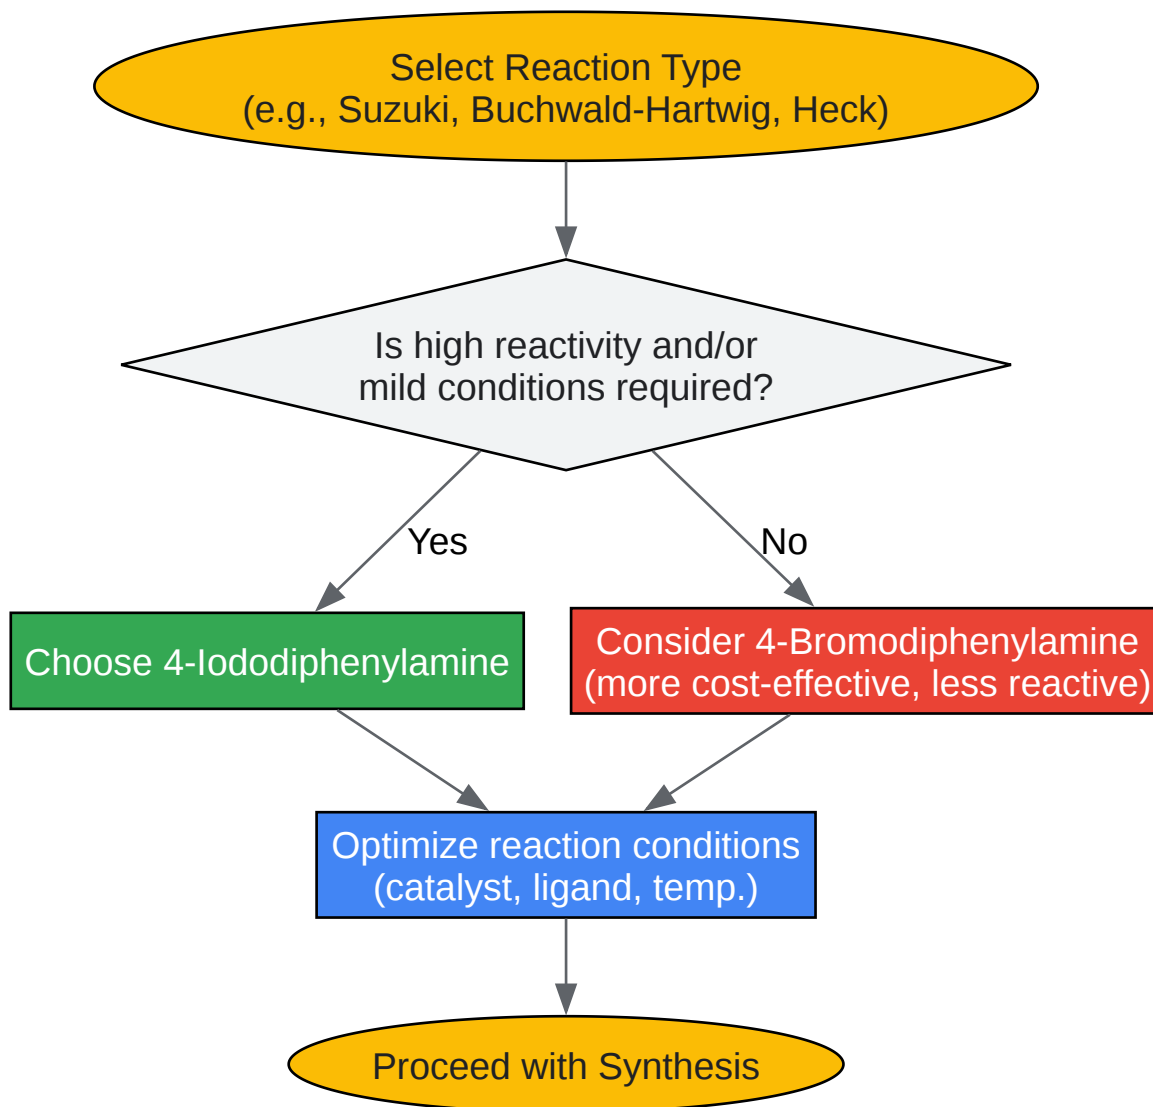 Select Reaction Type
(e.g., Suzuki, Buchwald-Hartwig, Heck)
Is high reactivity and/or
mild conditions required?
Yes
No
Choose 4-Iododiphenylamine
Consider 4-Bromodiphenylamine
(more cost-effective, less reactive)
Optimize reaction conditions
(catalyst, ligand, temp.)
Proceed with Synthesis